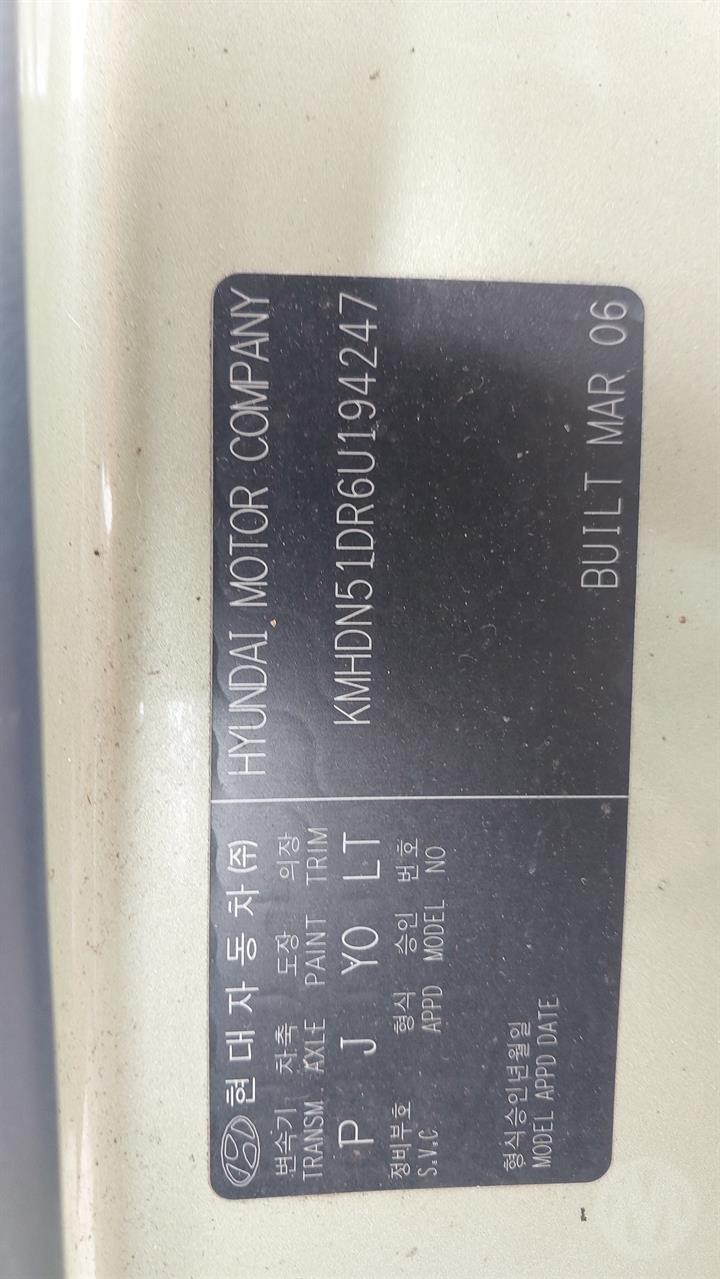 현대자동차(주) HYUNDAI MOTOR COMPANY
변속기 차.축 도장 의장
TRANSM. AXLE PAINT TRIM
P J YO LT KMHDN51DR6U194247
정비부호 형식 승인 번호
S.V.C APPD MODEL NO
형식승인년월일
MODEL APPD DATE
BUILT MAR 06